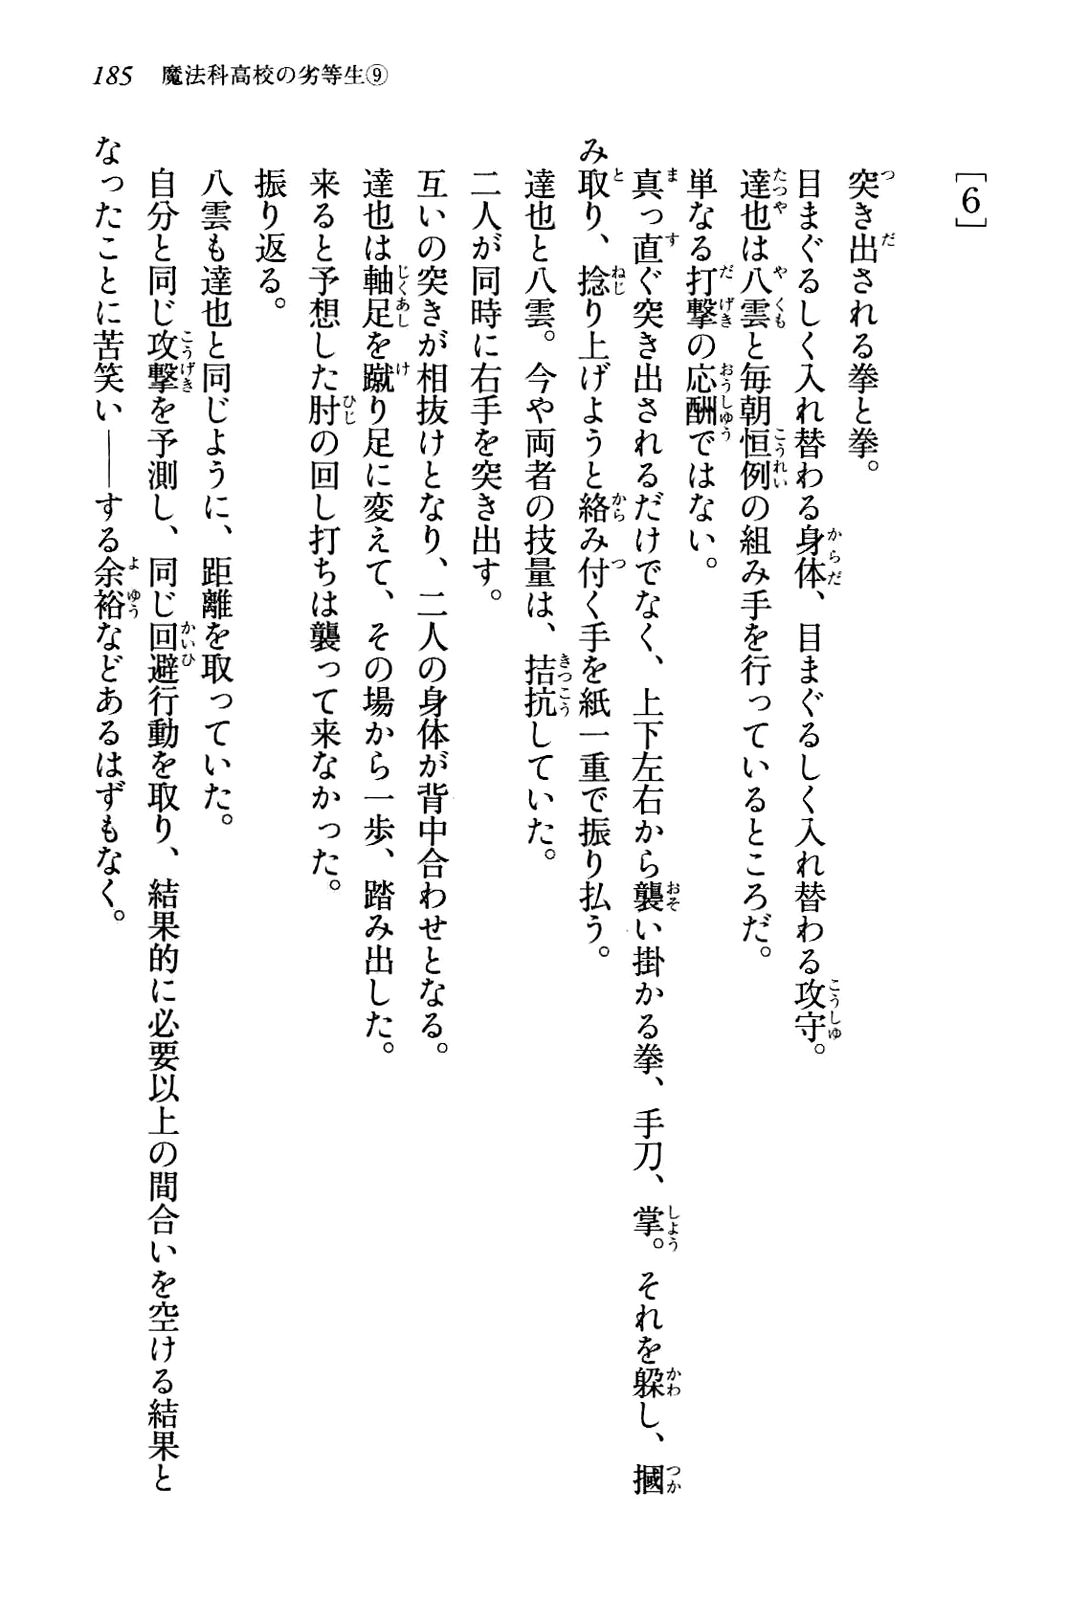 185 魔法科高校の劣等生⑨
［6］
突き出される拳と拳。
目まぐるしく入れ替わる身体、目まぐるしく入れ替わる攻守。
達也は八雲と毎朝恒例の組み手を行っているところだ。
単なる打撃の応酬ではない。
真っ直ぐ突き出されるだけでなく、上下左右から襲い掛かる拳、手刀、掌。それを躱し、摑
み取り、捻り上げようと絡み付く手を紙一重で振り払う。
達也と八雲。今や両者の技量は、拮抗していた。
二人が同時に右手を突き出す。
互いの突きが相抜けとなり、二人の身体が背中合わせとなる。
達也は軸足を蹴り足に変えて、その場から一歩、踏み出した。
来ると予想した肘の回し打ちは襲って来なかった。
振り返る。
八雲も達也と同じように、距離を取っていた。
自分と同じ攻撃を予測し、同じ回避行動を取り、結果的に必要以上の間合いを空ける結果と
なったことに苦笑い――する余裕などあるはずもなく。